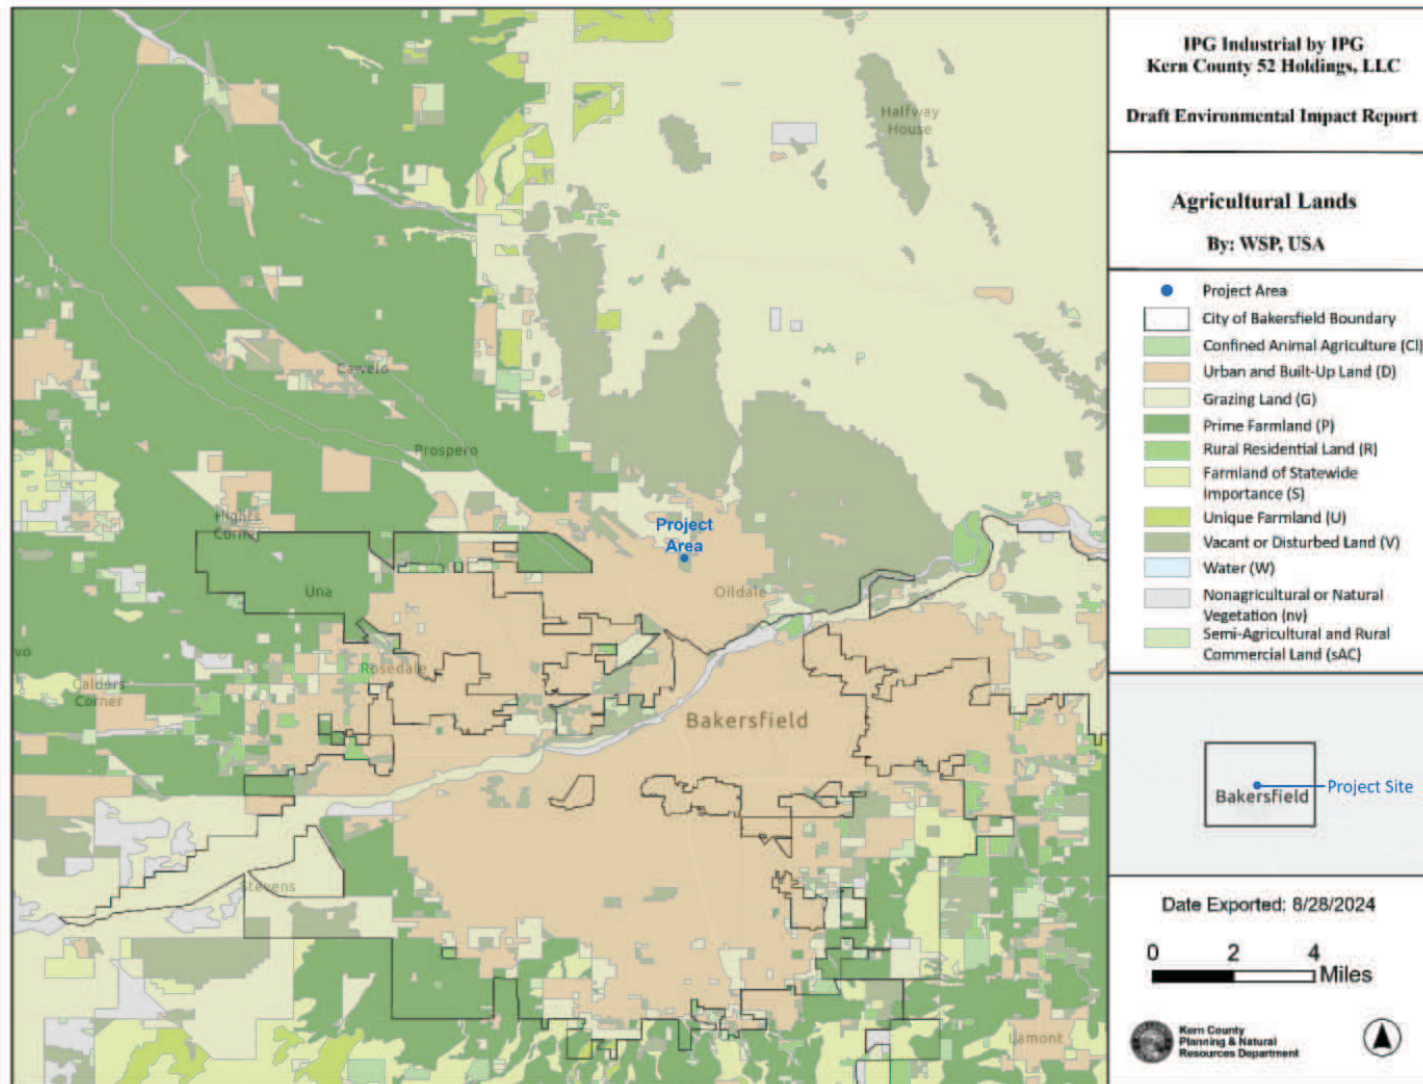 IPG Industrial by IPG
Kern County 52 Holdings, LLC
Draft Environmental Impact Report
Agricultural Lands
By: WSP, USA
Project Area
City of Bakersfield Boundary
Confined Animal Agriculture (Cl)
Urban and Built-Up Land (D)
Grazing Land (G)
Prime Farmland (P)
Rural Residential Land (R)
Farmland of Statewide
Importance (S)
Unique Farmland (U)
Vacant or Disturbed Land (V)
Water (W)
Nonagricultural or Natural
Vegetation (nv)
Semi-Agricultural and Rural
Commercial Land (sAC)
Bakersfield
Project Site
Date Exported: 8/28/2024
0 2 4
Miles
Kern County
Planning & Natural
Resources Department
Halfway
House
Cawelo
Prospero
Hights
Corner
Project
Area
Una
Oildale
Rosedale
vo
Calders
Corner
Bakersfield
Stevens
Lamont